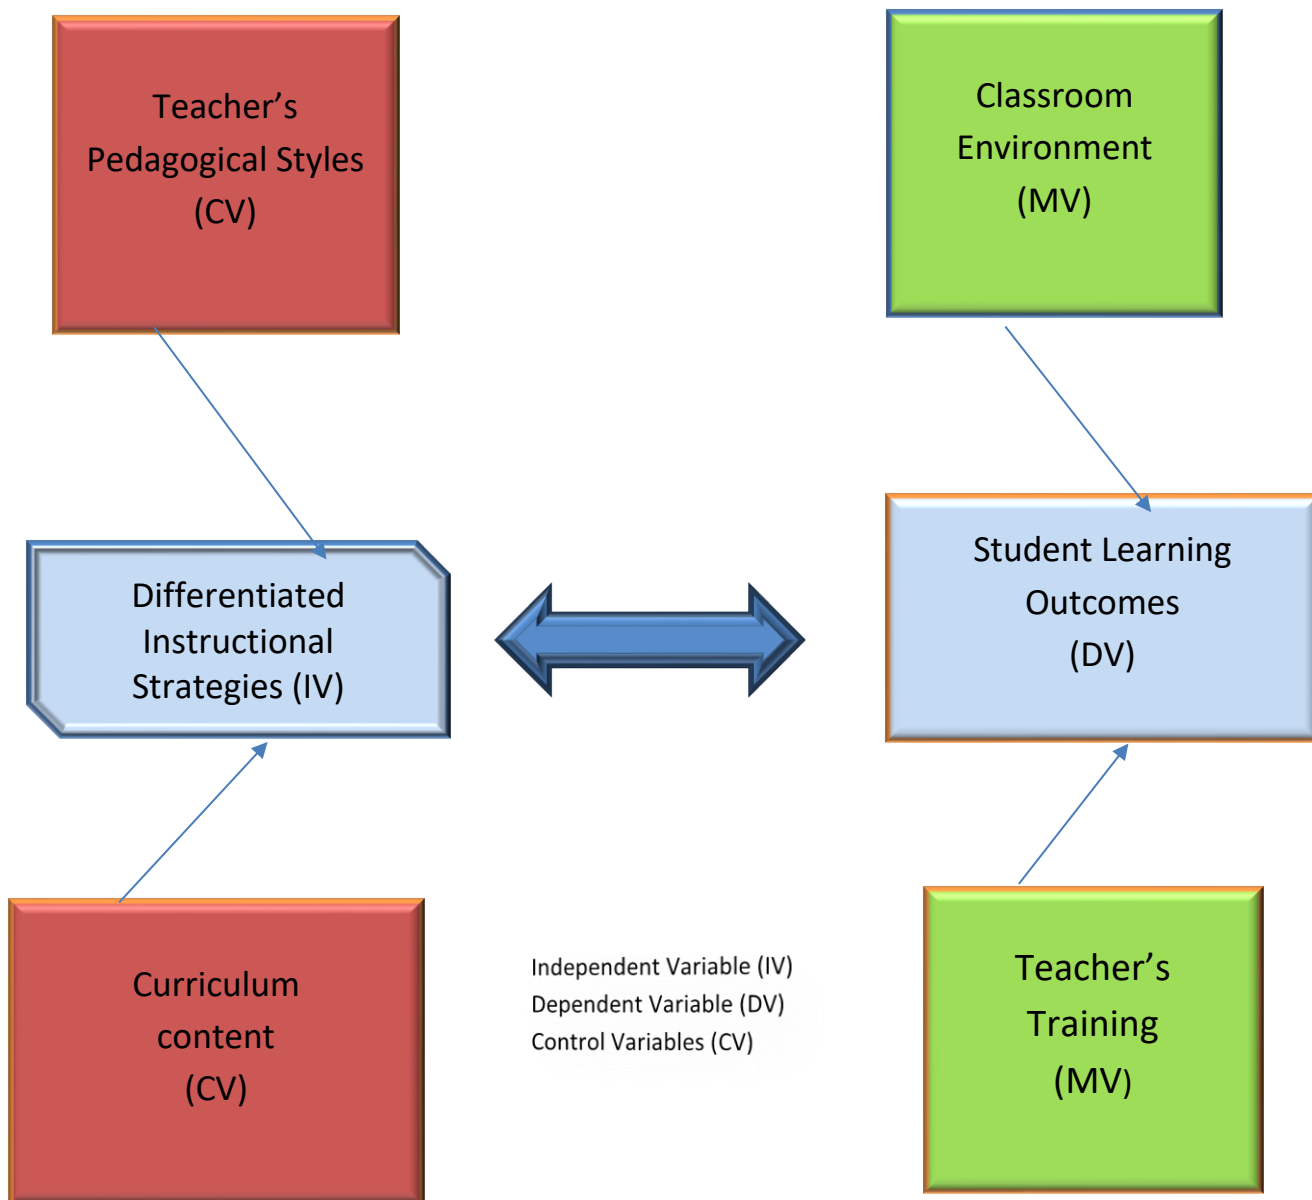 Teacher’s
Pedagogical Styles
(CV)
Classroom
Environment
(MV)
Differentiated
Instructional
Strategies (IV)
Student Learning
Outcomes
(DV)
Curriculum
content
(CV)
Independent Variable (IV)
Dependent Variable (DV)
Control Variables (CV)
Teacher’s
Training
(MV)